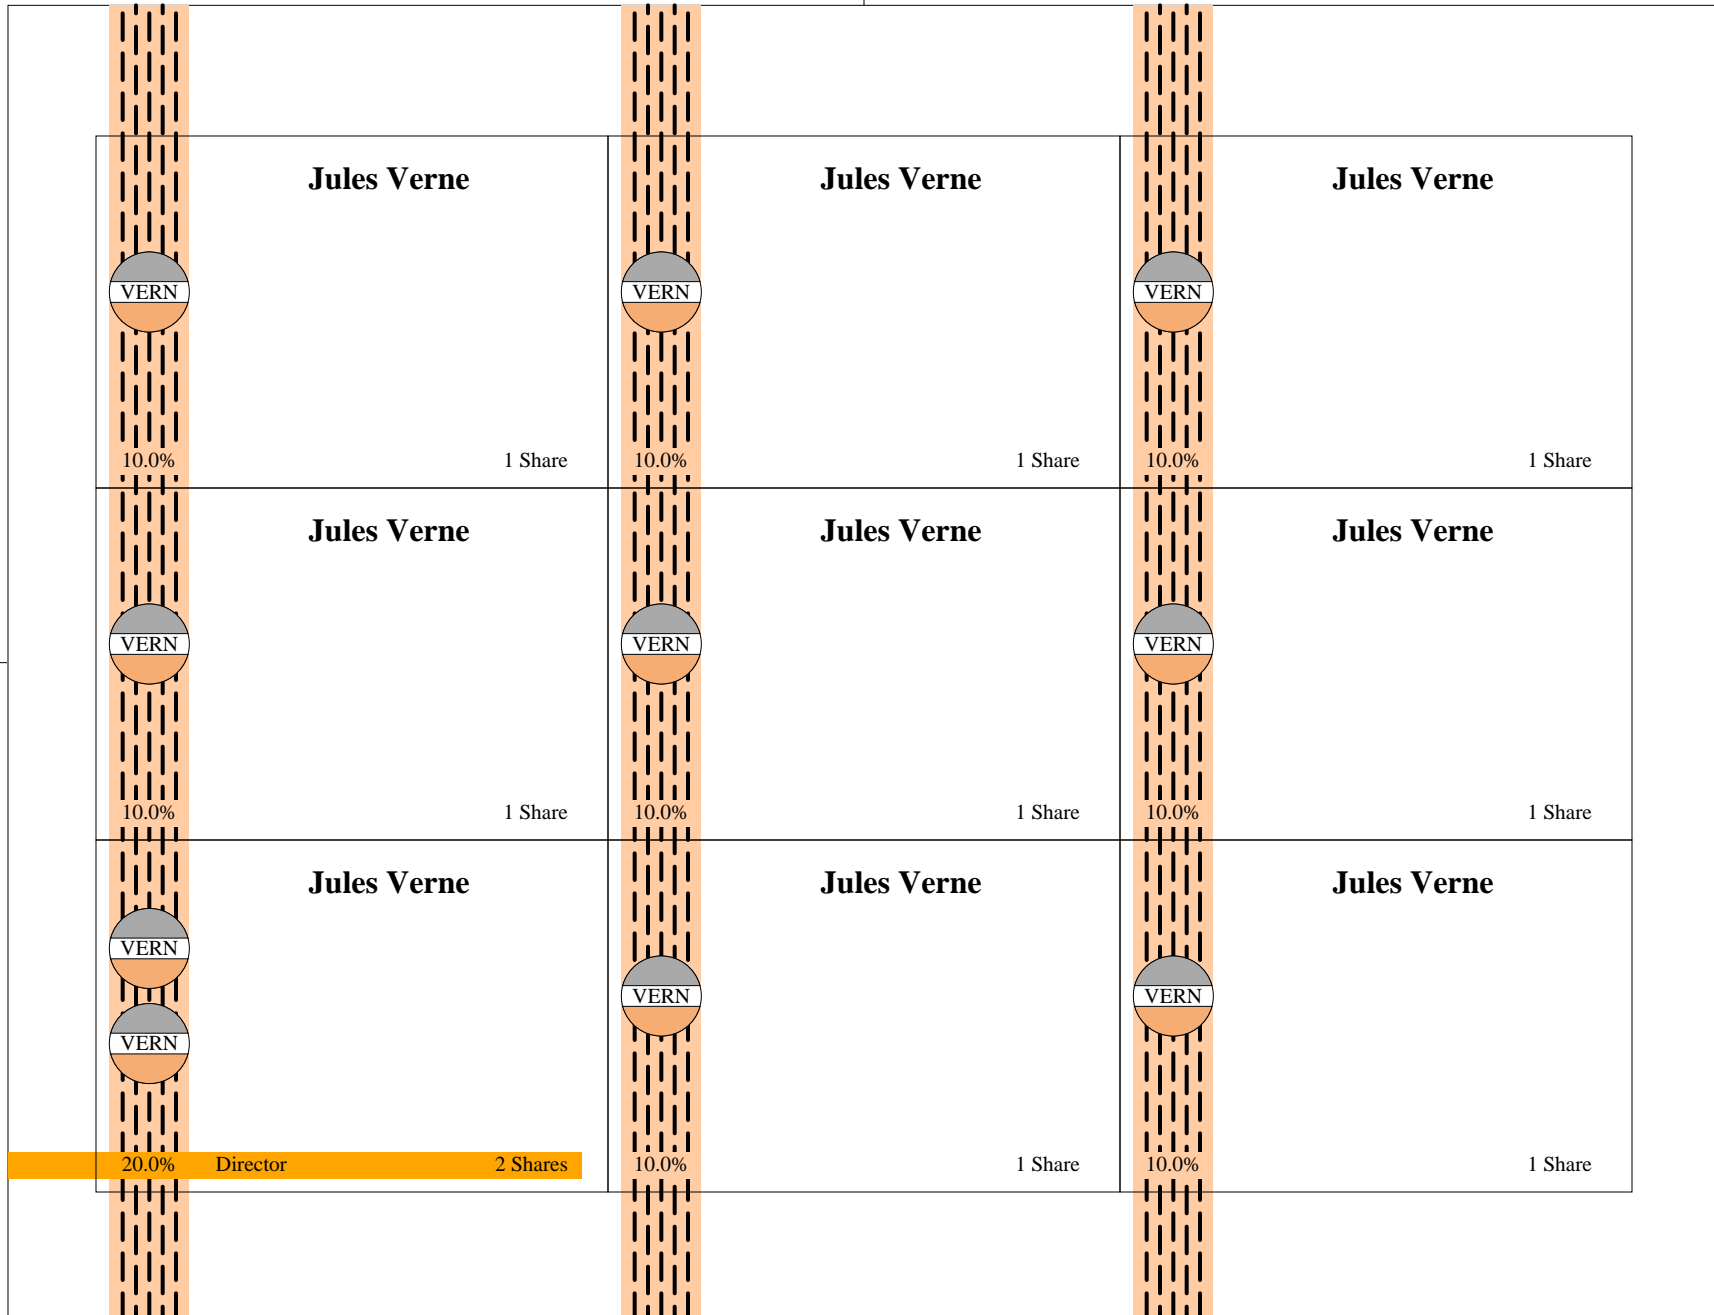 Jules Verne Jules Verne Jules Verne
VERN VERN VERN
10.0% 1 Share 10.0% 1 Share 10.0% 1 Share
Jules Verne Jules Verne Jules Verne
VERN VERN VERN
10.0% 1 Share 10.0% 1 Share 10.0% 1 Share
Jules Verne Jules Verne Jules Verne
VERN
VERN VERN
VERN
20.0% Director 2 Shares 10.0% 1 Share 10.0% 1 Share